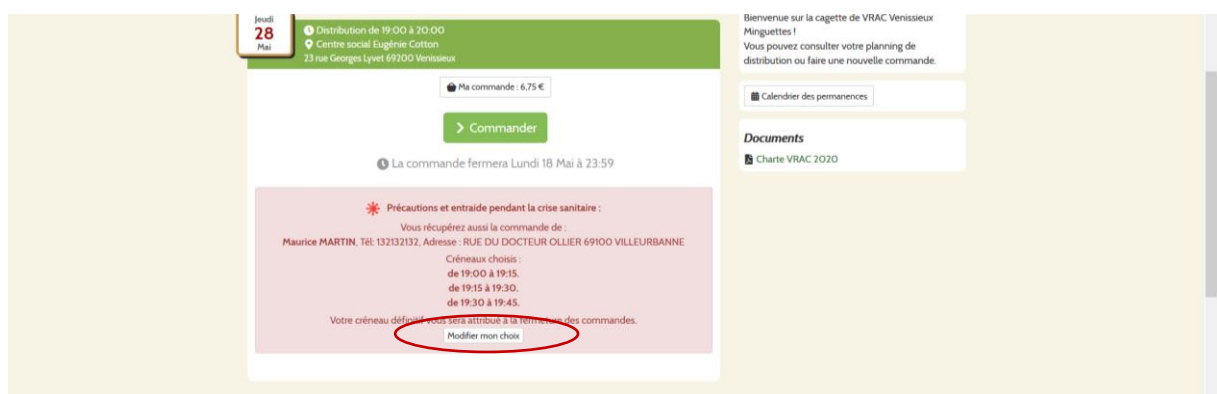 Jeudi
28
Mai
Distribution de 19:00 à 20:00
Centre social Eugénie Cotton
23 rue Georges Lyvet 69200 Venissieux
Ma commande : 6,75 €
Commander
La commande fermera Lundi 18 Mai à 23:59
Précautions et entraide pendant la crise sanitaire :
Vous récupérez aussi la commande de :
Maurice MARTIN, Tél: 132132132, Adresse : RUE DU DOCTEUR OLLIER 69100 VILLEURBANNE
Créneaux choisis :
de 19:00 à 19:15.
de 19:15 à 19:30.
de 19:30 à 19:45.
Votre créneau définitif vous sera attribué à la fermeture des commandes.
Modifier mon choix
Bienvenue sur la cagette de VRAC Venissieux
Minguettes !
Vous pouvez consulter votre planning de
distribution ou faire une nouvelle commande.
Calendrier des permanences
Documents
Charte VRAC 2020